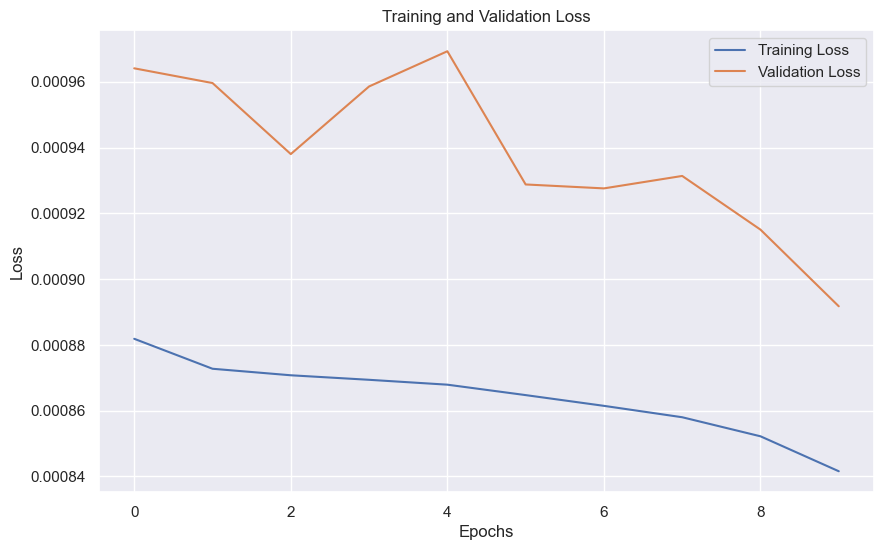 Training and Validation Loss
Training Loss
Validation Loss
0.00096
0.00094
0.00092
0.00090
0.00088
0.00086
0.00084
Loss
0 2 4 6 8
Epochs